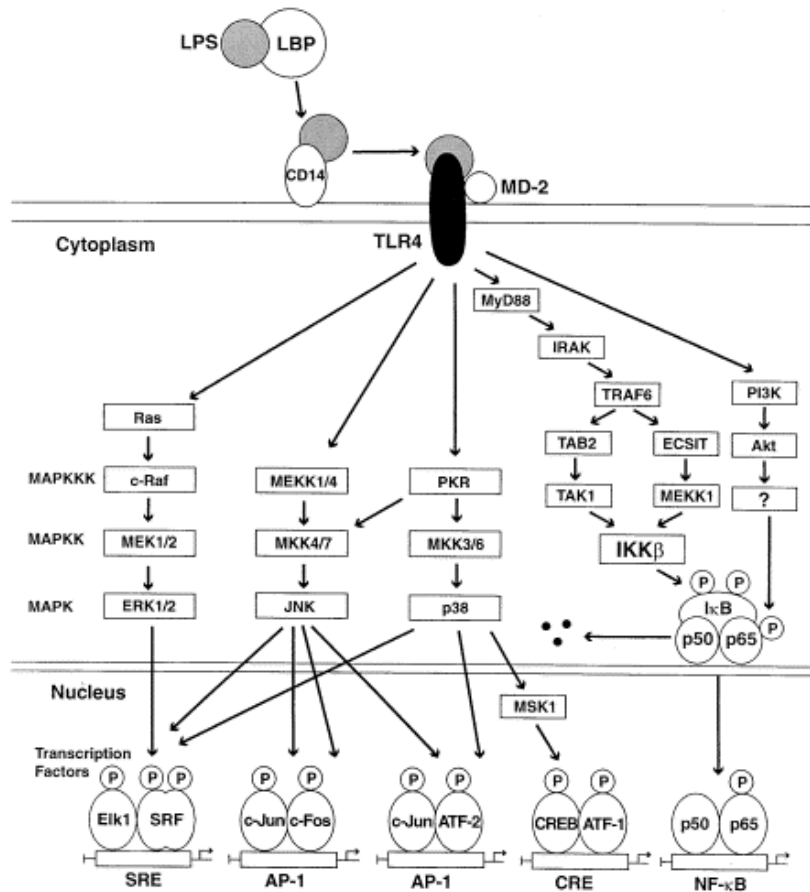 LPS LBP
CD14
MD-2
TLR4
Cytoplasm
MyD88
IRAK
TRAF6
PI3K
Ras
TAB2 ECSIT Akt
MAPKKK c-Raf MEKK1/4 PKR
TAK1 MEKK1 ?
MAPKK MEK1/2 MKK4/7 MKK3/6
IKKβ
P P
MAPK ERK1/2 JNK p38
IκB
P
p50 p65
Nucleus
MSK1
Transcription
Factors
P P P P P P P P P P
Elk1 SRF c-Jun c-Fos c-Jun ATF-2 CREB ATF-1 p50 p65
SRE AP-1 AP-1 CRE NF-κB